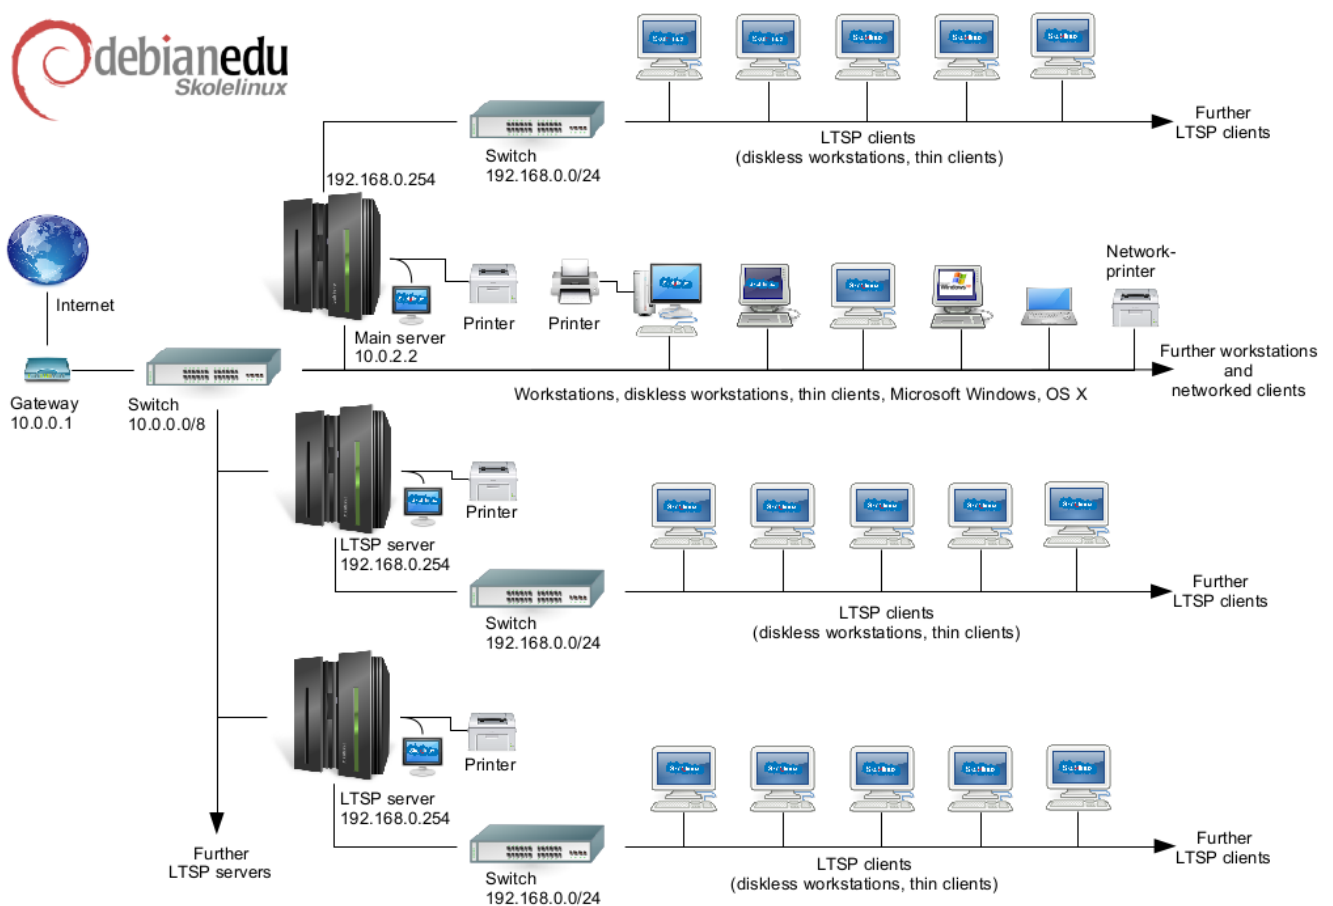 debianedu
Skolelinux
Further
LTSP clients
LTSP clients
(diskless workstations, thin clients)
Switch
192.168.0.0/24
192.168.0.254
Internet
Main server
10.0.2.2
Printer
Printer
Network-
printer
Windows
Further workstations
and
networked clients
Workstations, diskless workstations, thin clients, Microsoft Windows, OS X
Gateway
10.0.0.1
Switch
10.0.0.0/8
Printer
LTSP server
192.168.0.254
Switch
192.168.0.0/24
LTSP clients
(diskless workstations, thin clients)
Further
LTSP clients
Printer
LTSP server
192.168.0.254
Switch
192.168.0.0/24
LTSP clients
(diskless workstations, thin clients)
Further
LTSP clients
Further
LTSP servers